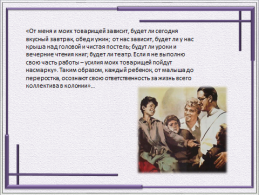 «От меня и моих товарищей зависит, будет ли сегодня
вкусный завтрак, обеди ужин; от нас зависит, будет ли у нас
крыша над головой и чистая постель; будут ли уроки и
вечерние чтения книг; будет ли театр. Если я не выполню
свою часть работы – усилия моих товарищей пойдут
насмарку». Таким образом, каждый ребенок, от малыша до
переростка, осознают свою ответственность за жизнь всего
коллектива в колонии»...